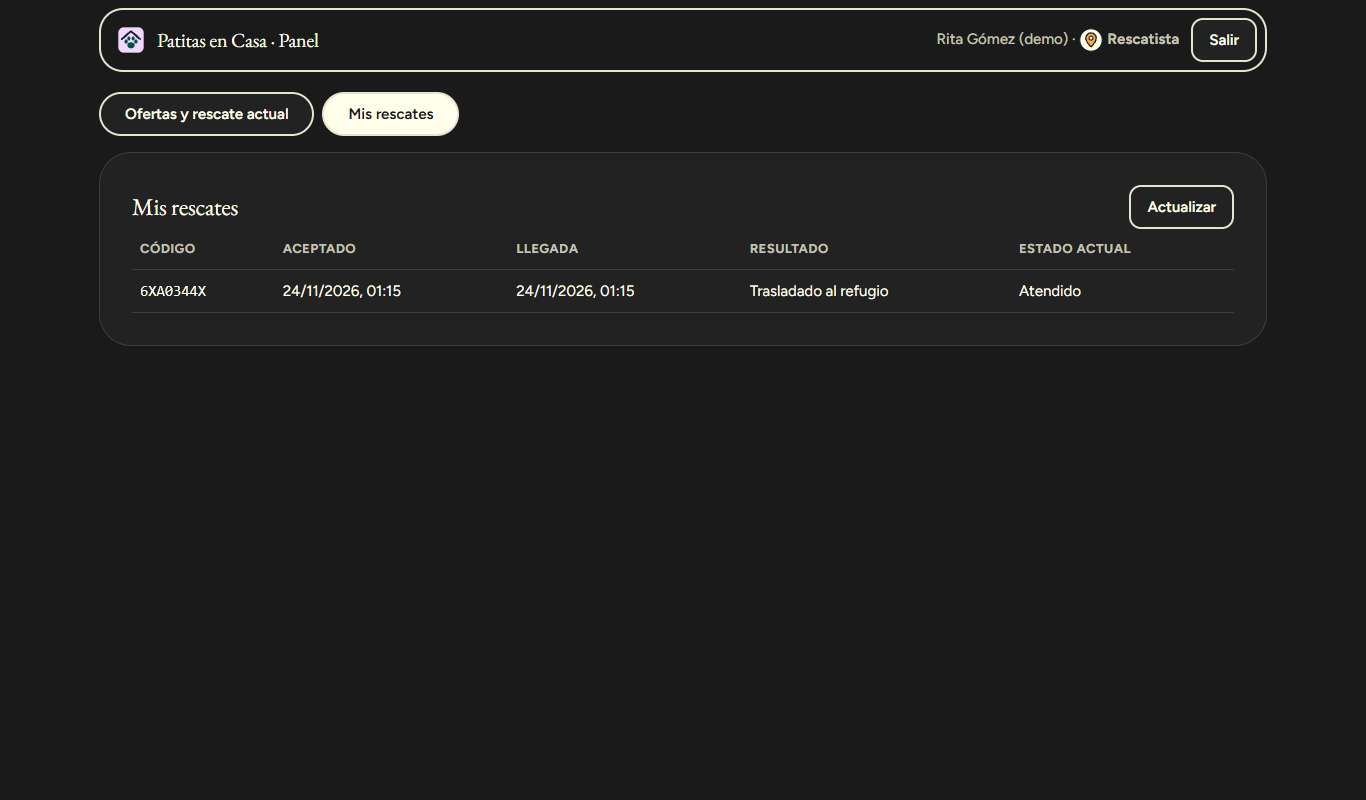 Patitas en Casa · Panel
Rita Gómez (demo) · Rescatista
Salir
Ofertas y rescate actual
Mis rescates
Mis rescates
Actualizar
CÓDIGO ACEPTADO LLEGADA RESULTADO ESTADO ACTUAL
6XA0344X 24/11/2026, 01:15 24/11/2026, 01:15 Trasladado al refugio Atendido